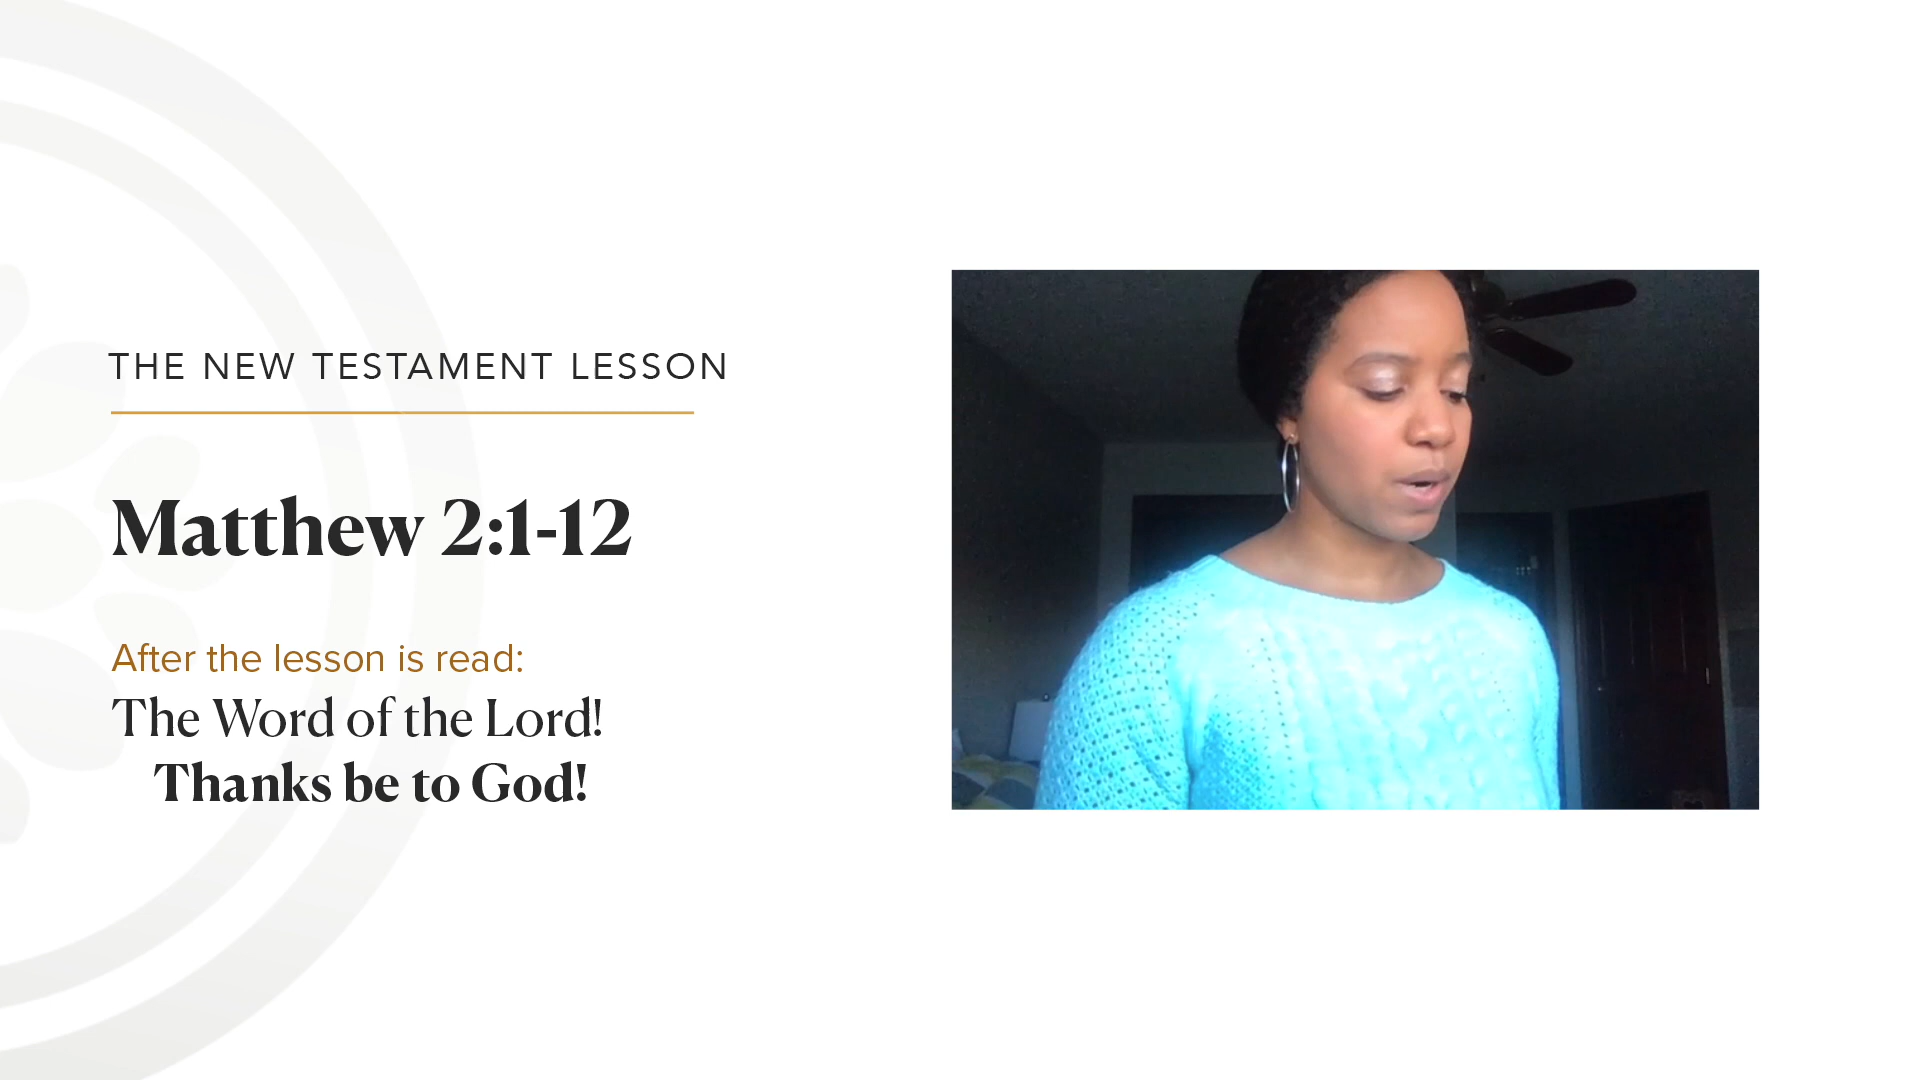 THE NEW TESTAMENT LESSON
Matthew 2:1-12
After the lesson is read:
The Word of the Lord!
Thanks be to God!